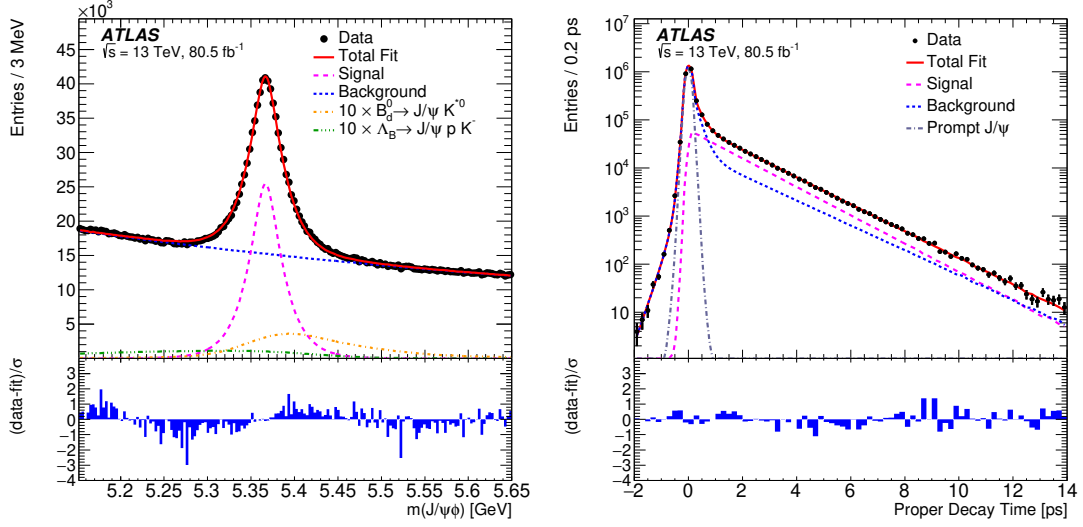 ×10³
45
40
35
30
25
20
15
10
5
Entries / 3 MeV
ATLAS
√s = 13 TeV, 80.5 fb⁻¹
Data
Total Fit
Signal
Background
10 × B⁰_d → J/ψ K*⁰
10 × Λ_B → J/ψ p K⁻
3
2
1
0
−1
−2
−3
−4
(data-fit)/σ
5.2 5.25 5.3 5.35 5.4 5.45 5.5 5.55 5.6 5.65
m(J/ψφ) [GeV]
10⁷
10⁶
10⁵
10⁴
10³
10²
10
1
Entries / 0.2 ps
ATLAS
√s = 13 TeV, 80.5 fb⁻¹
Data
Total Fit
Signal
Background
Prompt J/ψ
3
2
1
0
−1
−2
−3
−4
(data-fit)/σ
−2 0 2 4 6 8 10 12 14
Proper Decay Time [ps]